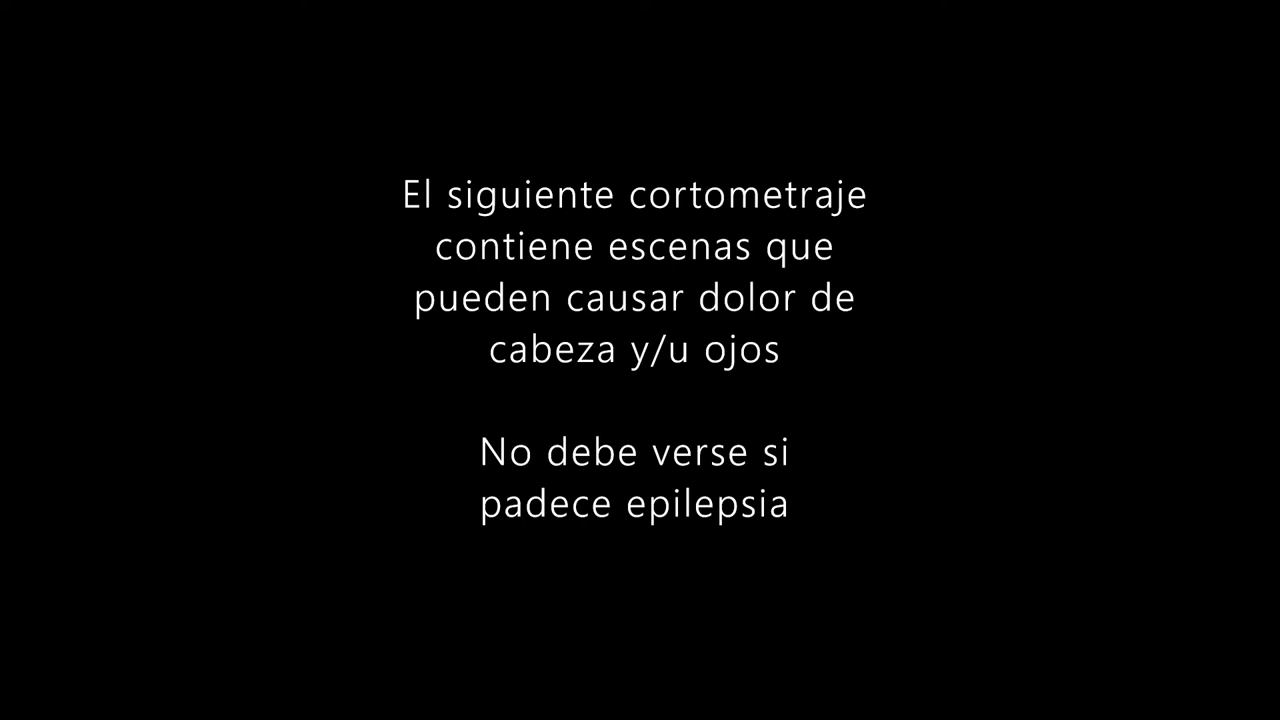 El siguiente cortometraje
contiene escenas que
pueden causar dolor de
cabeza y/u ojos
No debe verse si
padece epilepsia